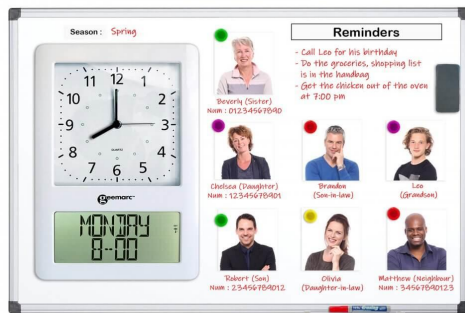 Season : Spring
Reminders
- Call Leo for his birthday
- Do the groceries, shopping list
is in the handbag
- Get the chicken out of the oven
at 7:00 pm
Beverly (Sister)
Num : 01234567890
12
1
2
3
4
5
6
7
8
9
10
11
QUARTZ
geemarc
MONDAY
8--00
Chelsea (Daughter)
Num : 12345678901
Brandon
(Son-in-law)
Leo
(Grandson)
Robert (Son)
Num : 23456789012
Olivia
(Daughter-in-law)
Matthew (Neighbour)
Num : 34567890123